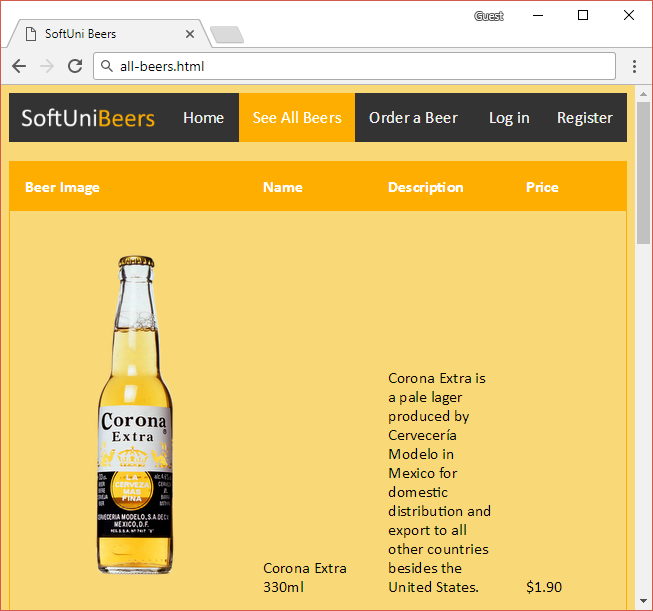 Guest
SoftUni Beers
all-beers.html
SoftUniBeers Home See All Beers Order a Beer Log in Register
Beer Image Name Description Price
Corona
Extra
LA
CERVEZA
MAS
FINA
CERVECERIA MODELO, S.A. DE C.V.
MEXICO, D.F.
Corona Extra
330ml
Corona Extra is
a pale lager
produced by
Cervecería
Modelo in
Mexico for
domestic
distribution and
export to all
other countries
besides the
United States.
$1.90